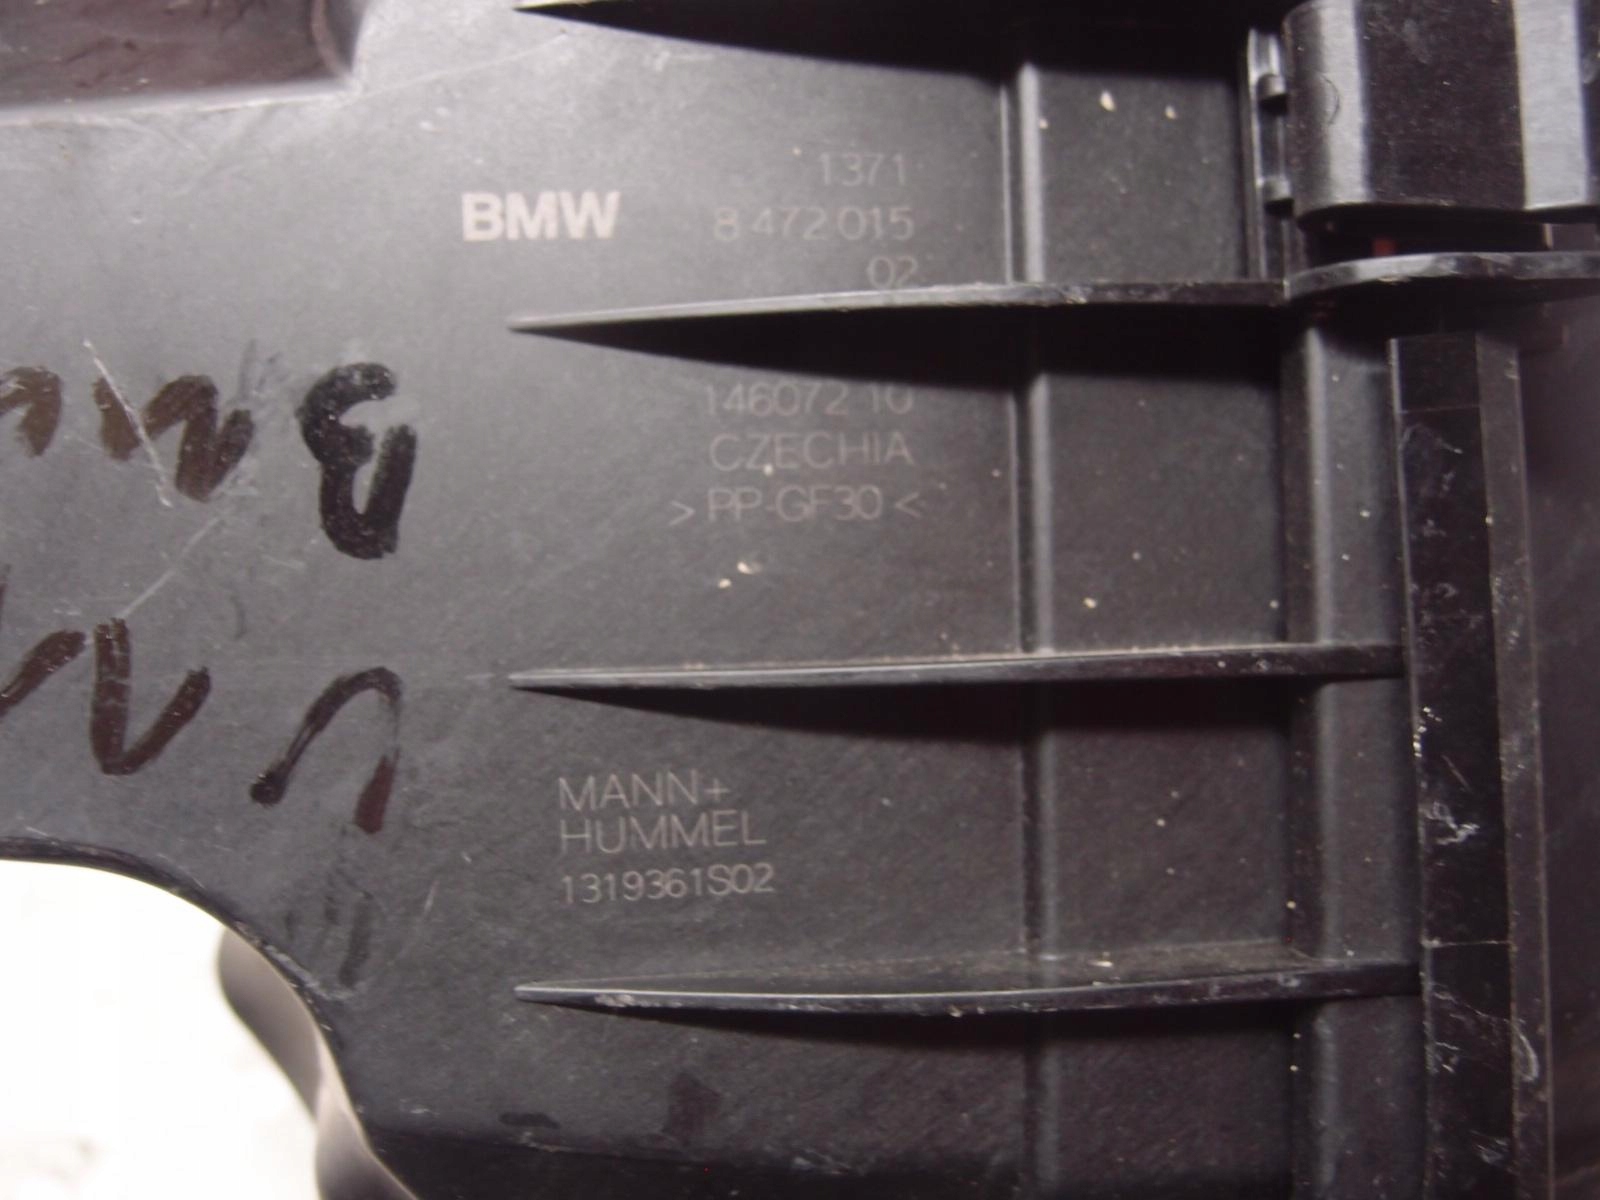 1371
BMW 8 472 015
02
146072 10
CZECHIA
> PP-GF30 <
MANN+
HUMMEL
1319361S02